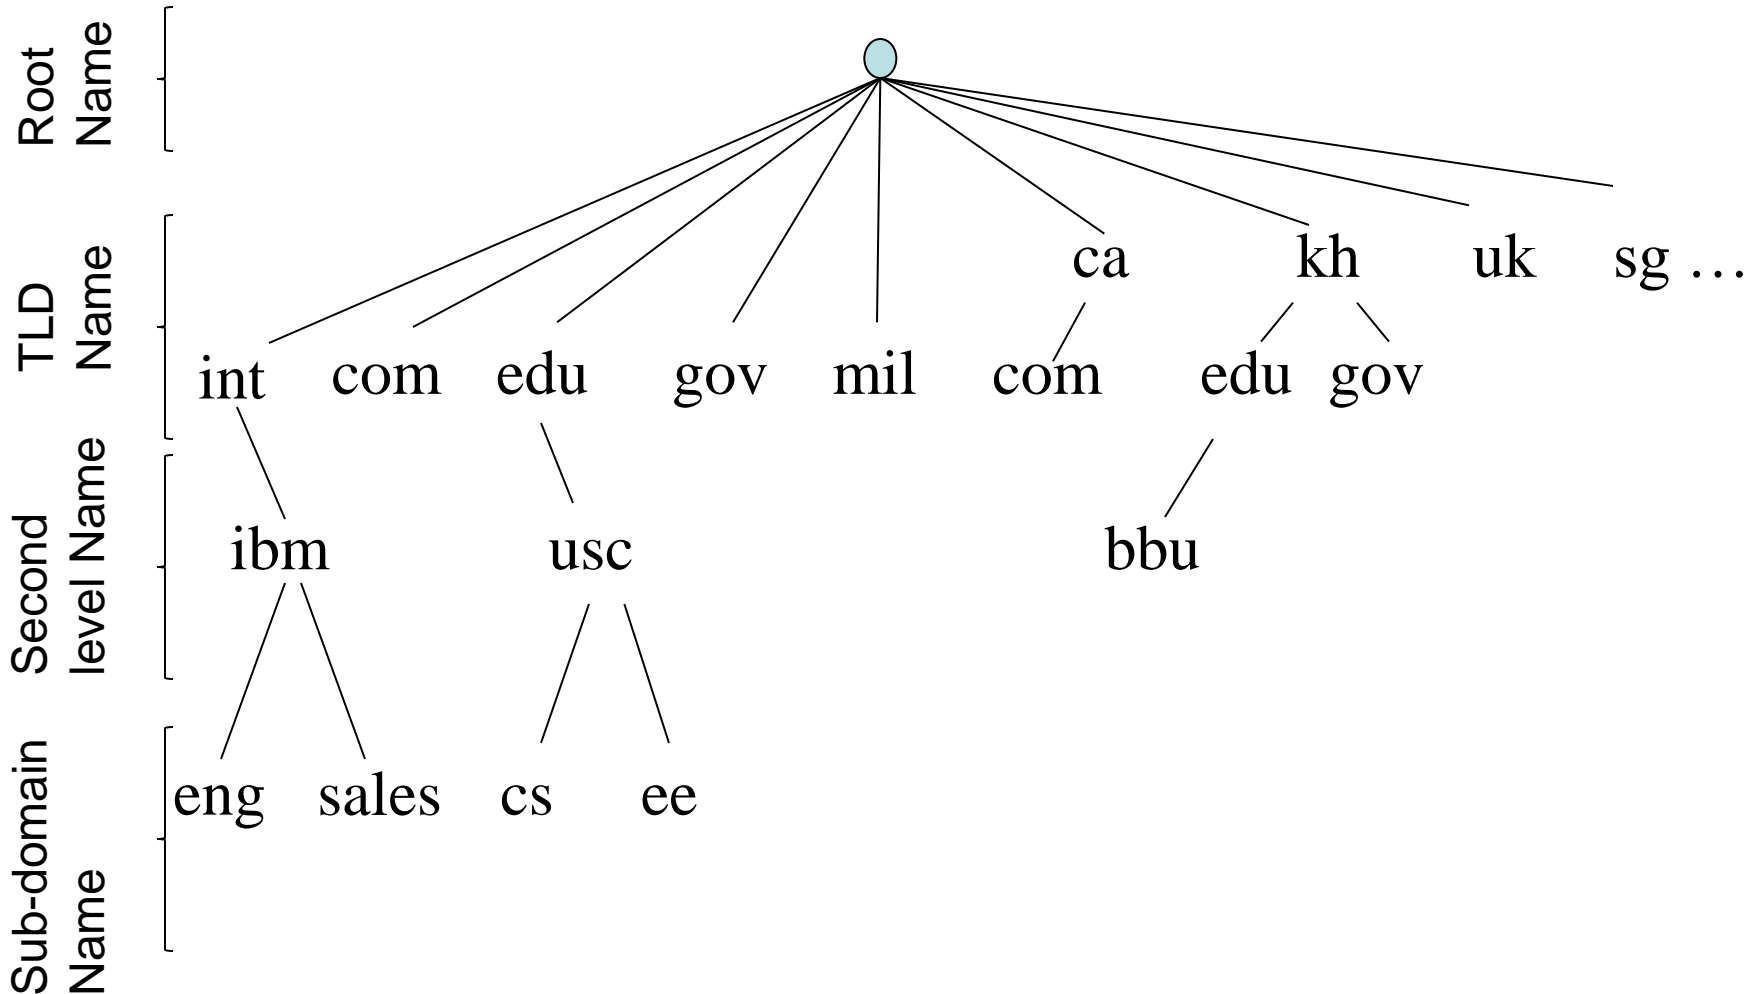 Root
Name
ca kh uk sg …
TLD
Name
int com edu gov mil com edu gov
Second
level Name
ibm usc bbu
Sub-domain
Name
eng sales cs ee